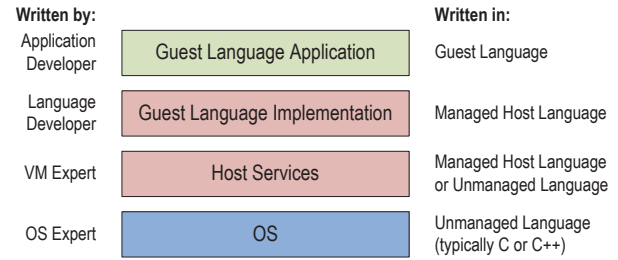 Written by:
Written in:
Application
Developer
Guest Language Application
Guest Language
Language
Developer
Guest Language Implementation
Managed Host Language
VM Expert
Host Services
Managed Host Language
or Unmanaged Language
OS Expert
OS
Unmanaged Language
(typically C or C++)